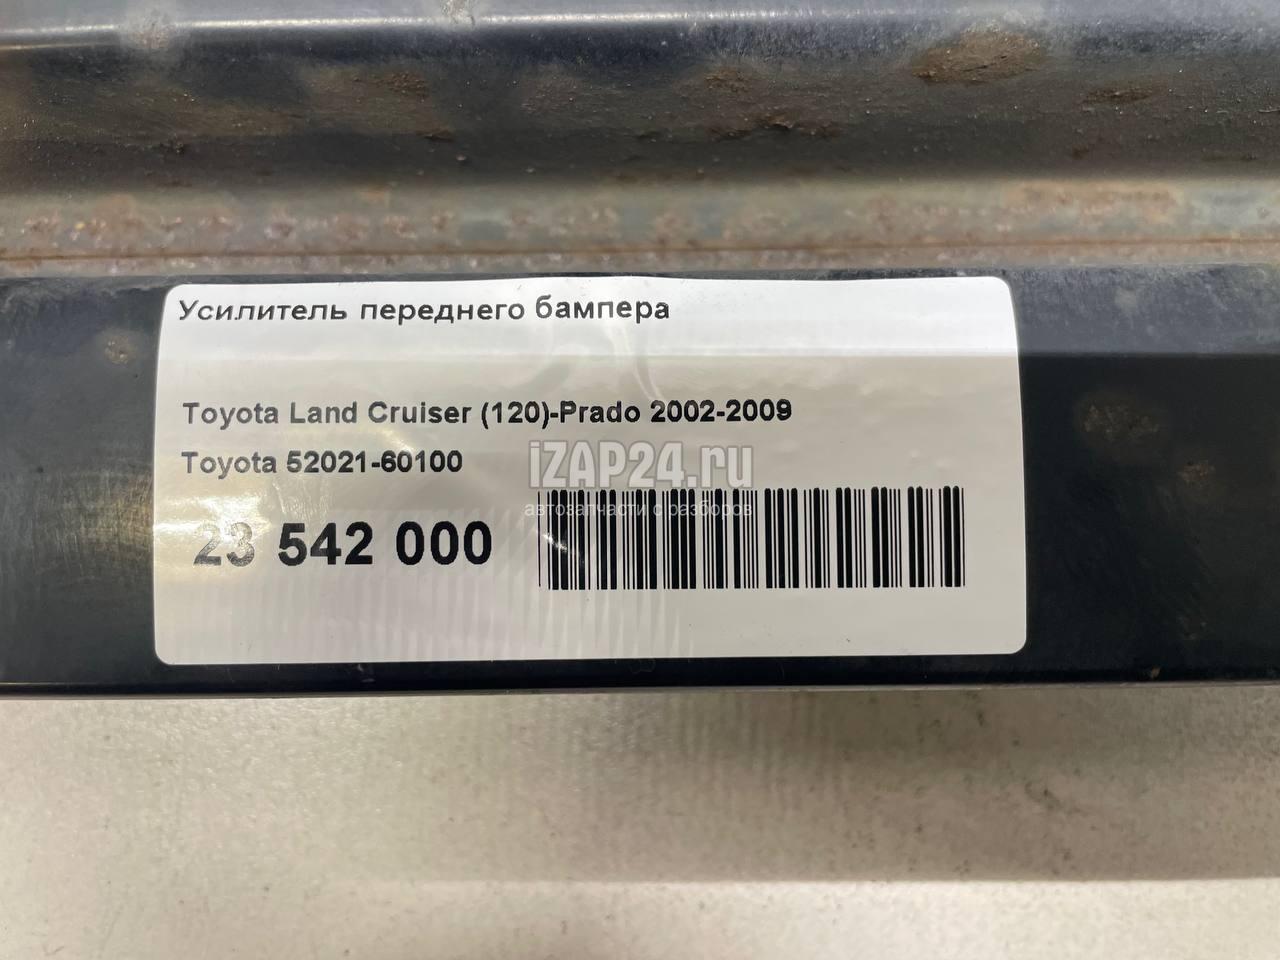 Усилитель переднего бампера
Toyota Land Cruiser (120)-Prado 2002-2009
Toyota 52021-60100
iZAP24.ru
автозапчасти с разборов
23 542 000